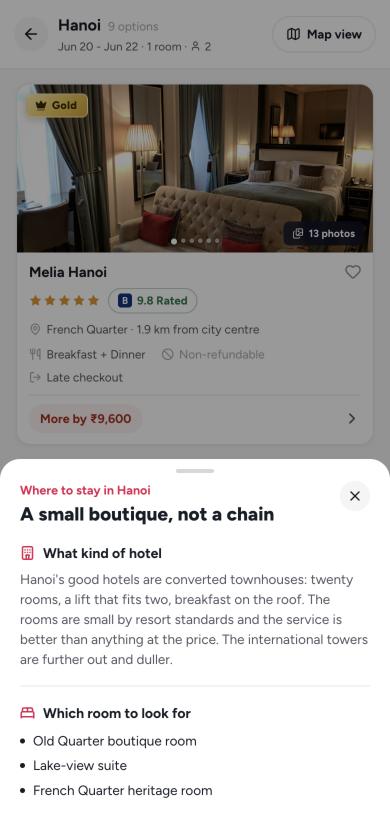 Hanoi 9 options
Jun 20 - Jun 22 · 1 room · 2
Map view
Gold
13 photos
Melia Hanoi
B 9.8 Rated
French Quarter · 1.9 km from city centre
Breakfast + Dinner Non-refundable
Late checkout
More by ₹9,600
Where to stay in Hanoi
A small boutique, not a chain
What kind of hotel
Hanoi's good hotels are converted townhouses: twenty
rooms, a lift that fits two, breakfast on the roof. The
rooms are small by resort standards and the service is
better than anything at the price. The international towers
are further out and duller.
Which room to look for
• Old Quarter boutique room
• Lake-view suite
• French Quarter heritage room